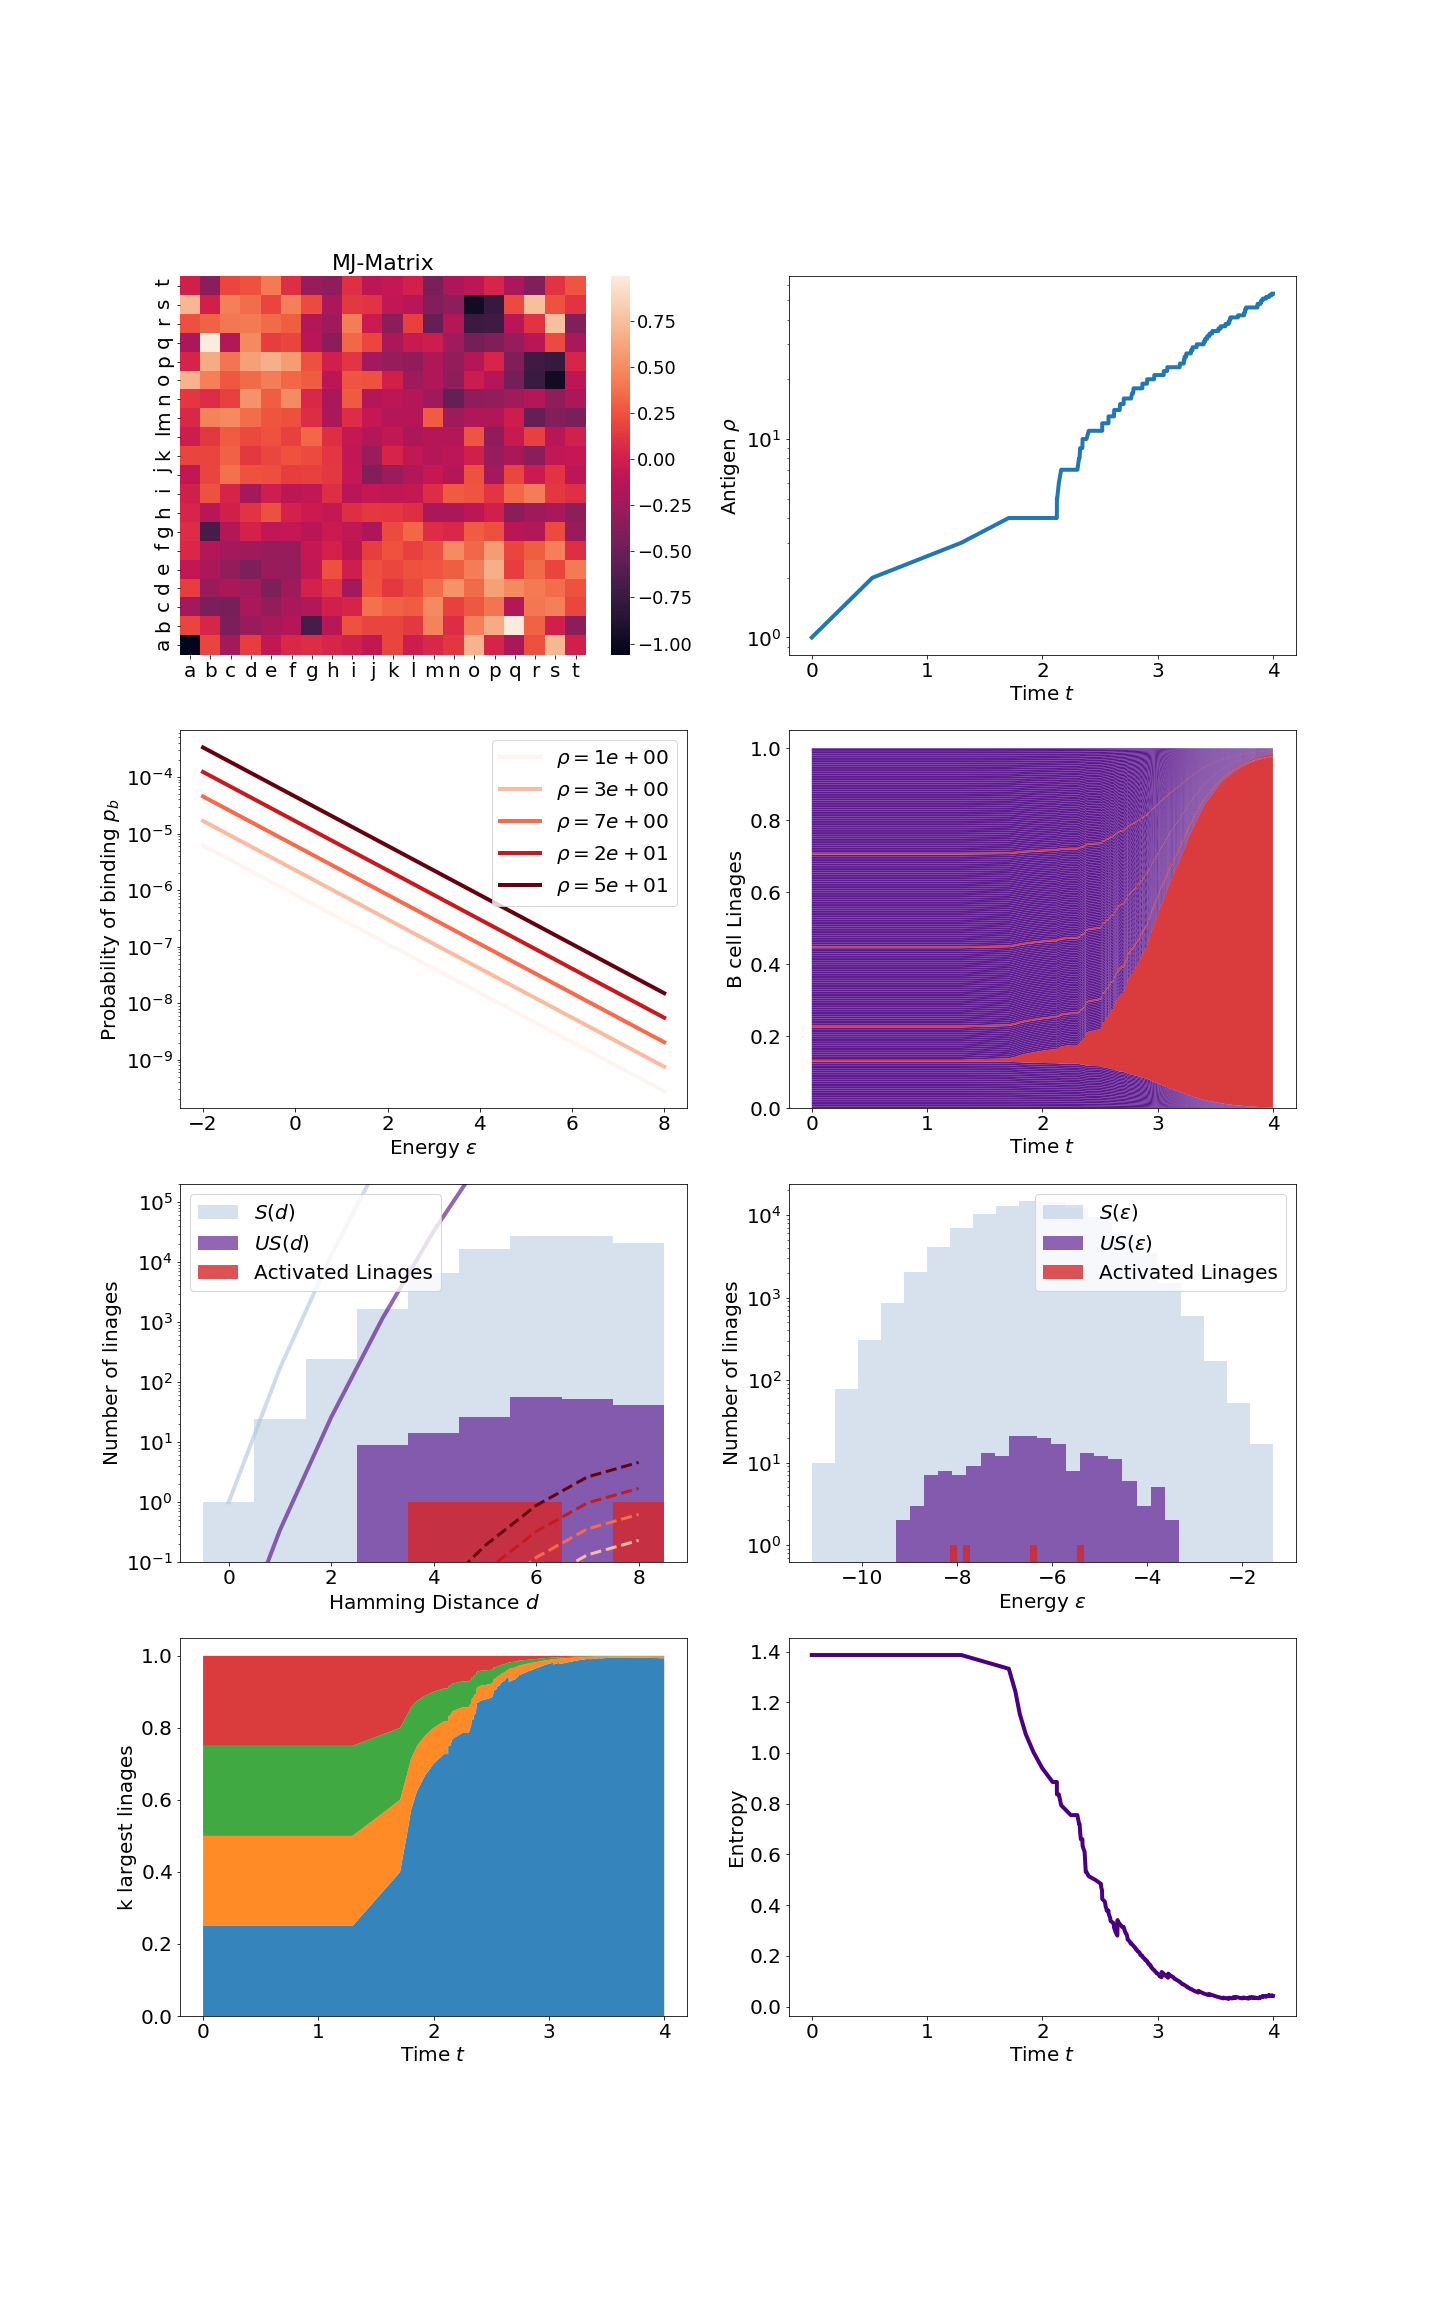 MJ-Matrix
t
s
r
q
p
o
n
m
l
k
j
i
h
g
f
e
d
c
b
a
a b c d e f g h i j k l m n o p q r s t
0.75
0.50
0.25
0.00
−0.25
−0.50
−0.75
−1.00
Antigen ρ
10¹
10⁰
0 1 2 3 4
Time t
Probability of binding p_b
10⁻⁴
10⁻⁵
10⁻⁶
10⁻⁷
10⁻⁸
10⁻⁹
ρ = 1e + 00
ρ = 3e + 00
ρ = 7e + 00
ρ = 2e + 01
ρ = 5e + 01
−2 0 2 4 6 8
Energy ε
B cell Linages
1.0
0.8
0.6
0.4
0.2
0.0
0 1 2 3 4
Time t
Number of linages
10⁵
10⁴
10³
10²
10¹
10⁰
10⁻¹
S(d)
US(d)
Activated Linages
0 2 4 6 8
Hamming Distance d
Number of linages
10⁴
10³
10²
10¹
10⁰
S(ε)
US(ε)
Activated Linages
−10 −8 −6 −4 −2
Energy ε
k largest linages
1.0
0.8
0.6
0.4
0.2
0.0
0 1 2 3 4
Time t
Entropy
1.4
1.2
1.0
0.8
0.6
0.4
0.2
0.0
0 1 2 3 4
Time t